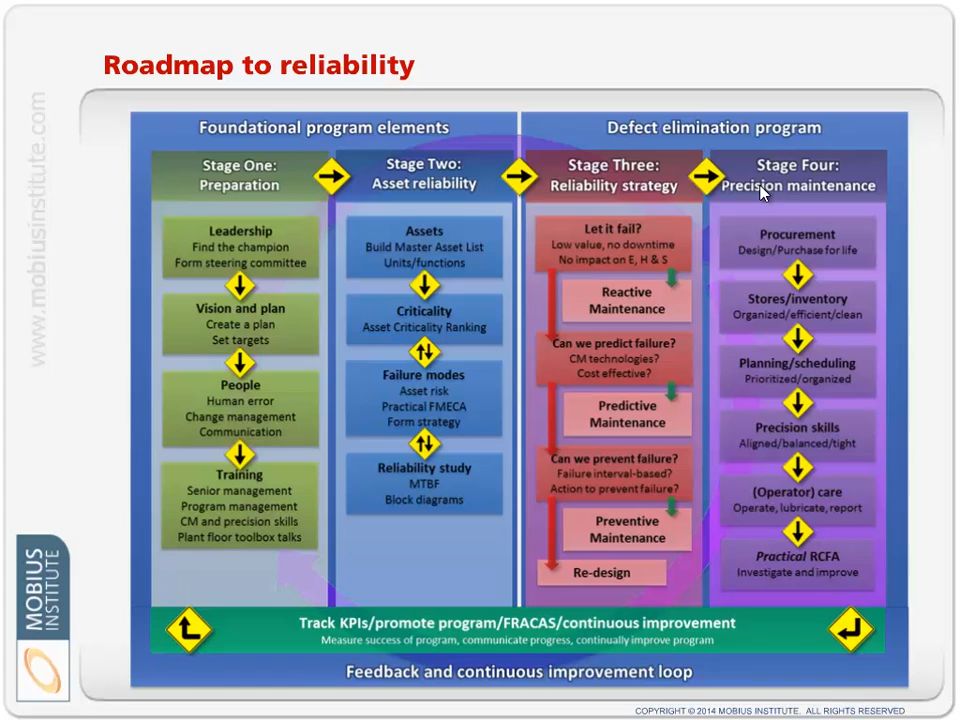 Roadmap to reliability
www.mobiusinstitute.com
Foundational program elements
Defect elimination program
Stage One:
Preparation
Stage Two:
Asset reliability
Stage Three:
Reliability strategy
Stage Four:
Precision maintenance
Leadership
Find the champion
Form steering committee
Vision and plan
Create a plan
Set targets
People
Human error
Change management
Communication
Training
Senior management
Program management
CM and precision skills
Plant floor toolbox talks
Assets
Build Master Asset List
Units/functions
Criticality
Asset Criticality Ranking
Failure modes
Asset risk
Practical FMECA
Form strategy
Reliability study
MTBF
Block diagrams
Let it fail?
Low value, no downtime
No impact on E, H & S
Reactive
Maintenance
Can we predict failure?
CM technologies?
Cost effective?
Predictive
Maintenance
Can we prevent failure?
Failure interval-based?
Action to prevent failure?
Preventive
Maintenance
Re-design
Procurement
Design/Purchase for life
Stores/inventory
Organized/efficient/clean
Planning/scheduling
Prioritized/organized
Precision skills
Aligned/balanced/tight
(Operator) care
Operate, lubricate, report
Practical RCFA
Investigate and improve
Track KPIs/promote program/FRACAS/continuous improvement
Measure success of program, communicate progress, continually improve program
Feedback and continuous improvement loop
MOBIUS
INSTITUTE
COPYRIGHT © 2014 MOBIUS INSTITUTE. ALL RIGHTS RESERVED